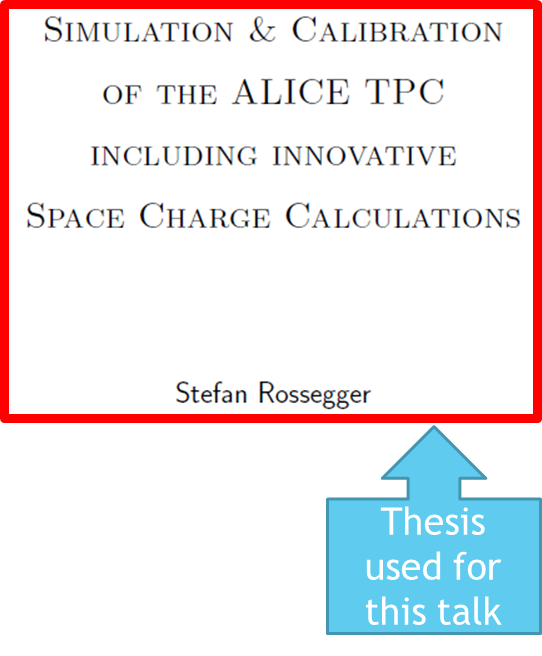 SIMULATION & CALIBRATION
OF THE ALICE TPC
INCLUDING INNOVATIVE
SPACE CHARGE CALCULATIONS
Stefan Rossegger
Thesis
used for
this talk